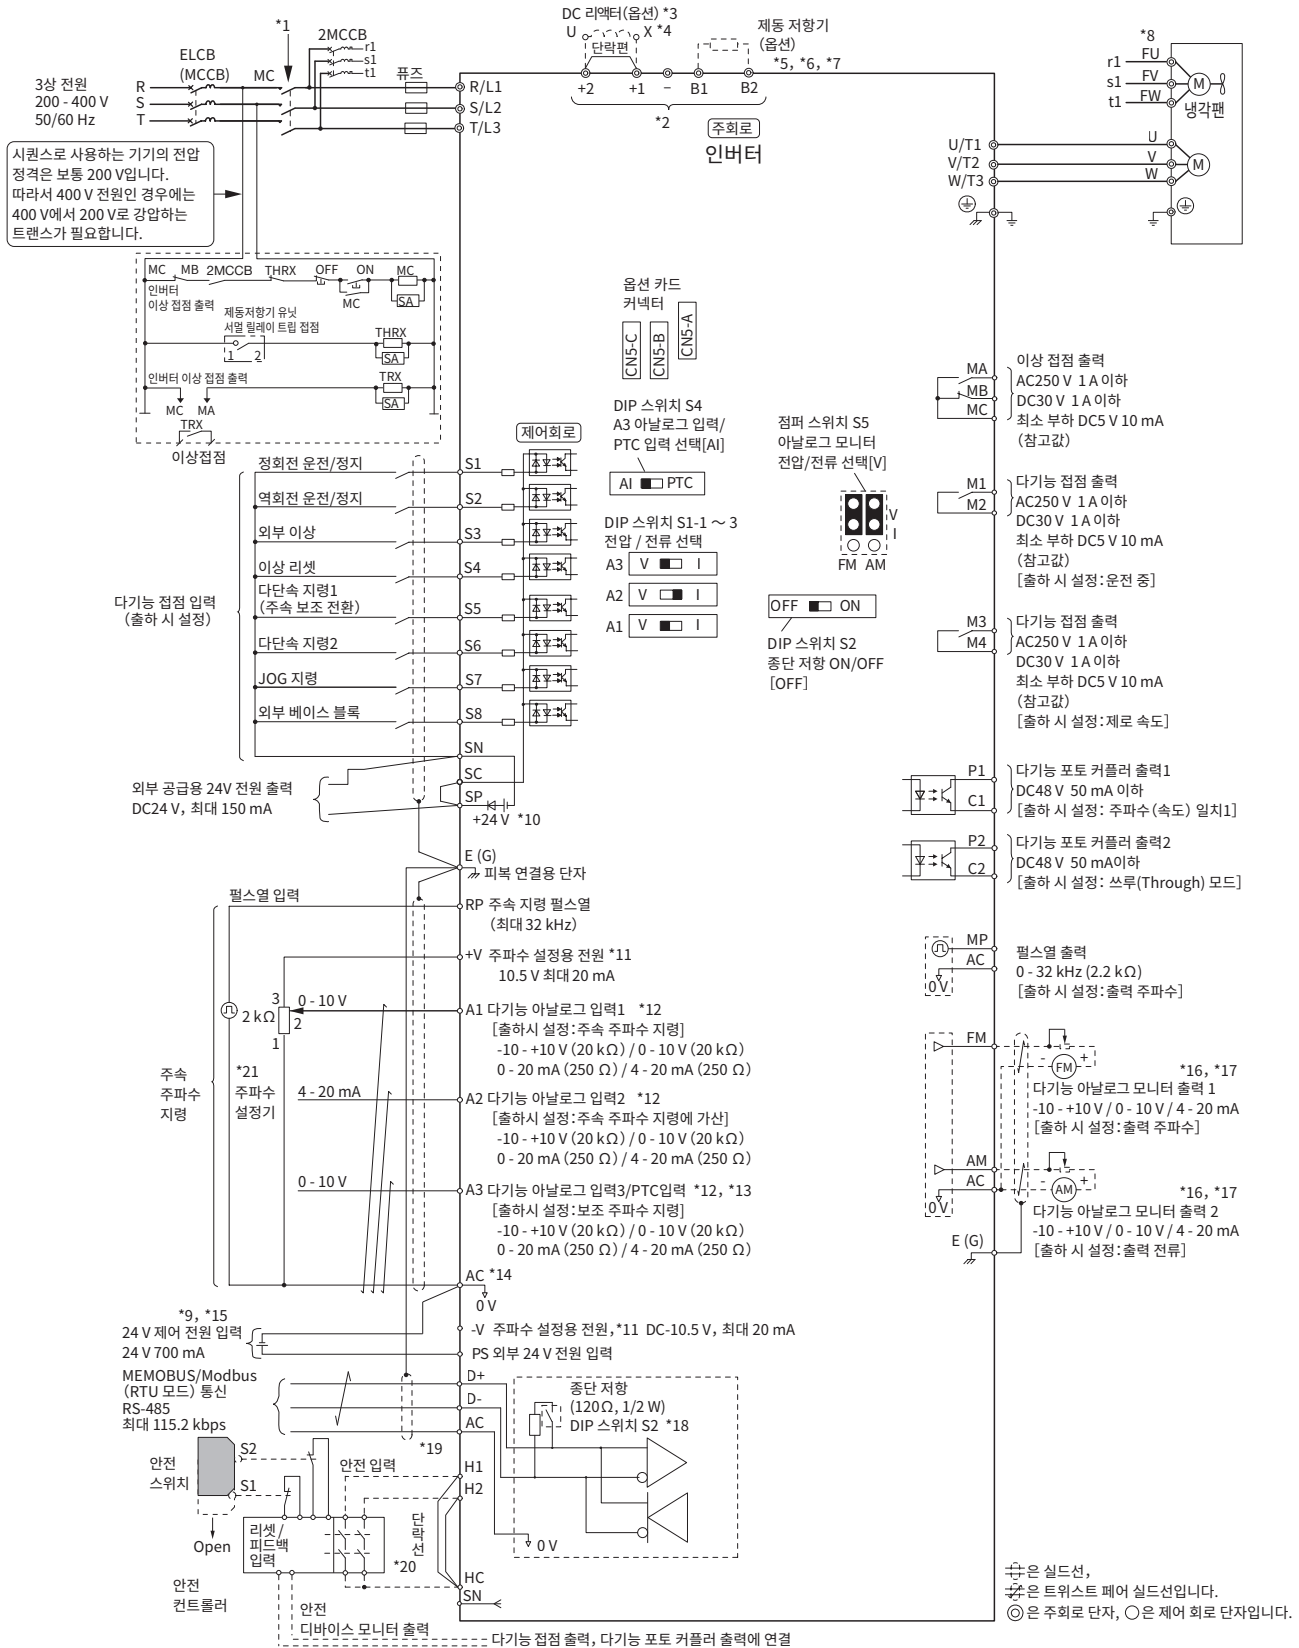 *1
DC 리액터(옵션) *3
U X *4
단락편
제동 저항기
(옵션)
*5, *6, *7
2MCCB
r1
s1
t1
ELCB
(MCCB)
MC
퓨즈
3상 전원
200 - 400 V
50/60 Hz
R
S
T
R/L1
S/L2
T/L3
+2 +1 − B1 B2
*2
주회로
인버터
*8
r1 FU
s1 FV
t1 FW
M
냉각팬
U/T1
V/T2
W/T3
U
V
W
M
시퀀스로 사용하는 기기의 전압
정격은 보통 200 V입니다.
따라서 400 V 전원인 경우에는
400 V에서 200 V로 강압하는
트랜스가 필요합니다.
MC MB 2MCCB THRX OFF ON MC
인버터
이상 접점 출력
MC
SA
제동저항기 유닛
서멀 릴레이 트립 접점
1 2
THRX
SA
인버터 이상 접점 출력
TRX
SA
MC MA
TRX
이상접점
옵션 카드
커넥터
CN5-C
CN5-B
CN5-A
DIP 스위치 S4
A3 아날로그 입력/
PTC 입력 선택[AI]
AI PTC
DIP 스위치 S1-1 ～ 3
전압 / 전류 선택
A3 V I
A2 V I
A1 V I
점퍼 스위치 S5
아날로그 모니터
전압/전류 선택[V]
V
I
FM AM
OFF ON
DIP 스위치 S2
종단 저항 ON/OFF
[OFF]
제어회로
다기능 접점 입력
(출하 시 설정)
정회전 운전/정지 S1
역회전 운전/정지 S2
외부 이상 S3
이상 리셋 S4
다단속 지령1
(주속 보조 전환) S5
다단속 지령2 S6
JOG 지령 S7
외부 베이스 블록 S8
SN
SC
SP
+24 V *10
외부 공급용 24V 전원 출력
DC24 V, 최대 150 mA
E (G)
피복 연결용 단자
MA
MB
MC
이상 접점 출력
AC250 V 1 A 이하
DC30 V 1 A 이하
최소 부하 DC5 V 10 mA
(참고값)
M1
M2
다기능 접점 출력
AC250 V 1 A 이하
DC30 V 1 A 이하
최소 부하 DC5 V 10 mA
(참고값)
[출하 시 설정:운전 중]
M3
M4
다기능 접점 출력
AC250 V 1 A 이하
DC30 V 1 A 이하
최소 부하 DC5 V 10 mA
(참고값)
[출하 시 설정:제로 속도]
P1
C1
다기능 포토 커플러 출력1
DC48 V 50 mA 이하
[출하 시 설정: 주파수(속도) 일치1]
P2
C2
다기능 포토 커플러 출력2
DC48 V 50 mA이하
[출하 시 설정: 쓰루(Through) 모드]
MP
AC
0 V
펄스열 출력
0 - 32 kHz (2.2 kΩ)
[출하 시 설정:출력 주파수]
FM
- +
FM
*16, *17
다기능 아날로그 모니터 출력 1
-10 - +10 V / 0 - 10 V / 4 - 20 mA
[출하 시 설정:출력 주파수]
AM
AC
0 V
- +
AM
*16, *17
다기능 아날로그 모니터 출력 2
-10 - +10 V / 0 - 10 V / 4 - 20 mA
[출하 시 설정:출력 전류]
E (G)
펄스열 입력
RP 주속 지령 펄스열
(최대 32 kHz)
+V 주파수 설정용 전원 *11
10.5 V 최대 20 mA
3
2 kΩ
2
1
0 - 10 V
A1 다기능 아날로그 입력1 *12
[출하시 설정:주속 주파수 지령]
-10 - +10 V (20 kΩ) / 0 - 10 V (20 kΩ)
0 - 20 mA (250 Ω) / 4 - 20 mA (250 Ω)
주속
주파수
지령
*21
주파수
설정기
4 - 20 mA
A2 다기능 아날로그 입력2 *12
[출하시 설정:주속 주파수 지령에 가산]
-10 - +10 V (20 kΩ) / 0 - 10 V (20 kΩ)
0 - 20 mA (250 Ω) / 4 - 20 mA (250 Ω)
0 - 10 V
A3 다기능 아날로그 입력3/PTC입력 *12, *13
[출하시 설정:보조 주파수 지령]
-10 - +10 V (20 kΩ) / 0 - 10 V (20 kΩ)
0 - 20 mA (250 Ω) / 4 - 20 mA (250 Ω)
AC *14
0 V
*9, *15
24 V 제어 전원 입력
24 V 700 mA
-V 주파수 설정용 전원,*11 DC-10.5 V, 최대 20 mA
PS 외부 24 V 전원 입력
MEMOBUS/Modbus
(RTU 모드) 통신
RS-485
최대 115.2 kbps
D+
D-
AC
*19
종단 저항
(120Ω, 1/2 W)
DIP 스위치 S2 *18
0 V
안전
스위치
S2
S1
Open
안전 입력
H1
H2
단락선
*20
HC
SN
리셋/
피드백
입력
안전
컨트롤러
안전
디바이스 모니터 출력
다기능 접점 출력, 다기능 포토 커플러 출력에 연결
은 실드선,
은 트위스트 페어 실드선입니다.
은 주회로 단자, 은 제어 회로 단자입니다.